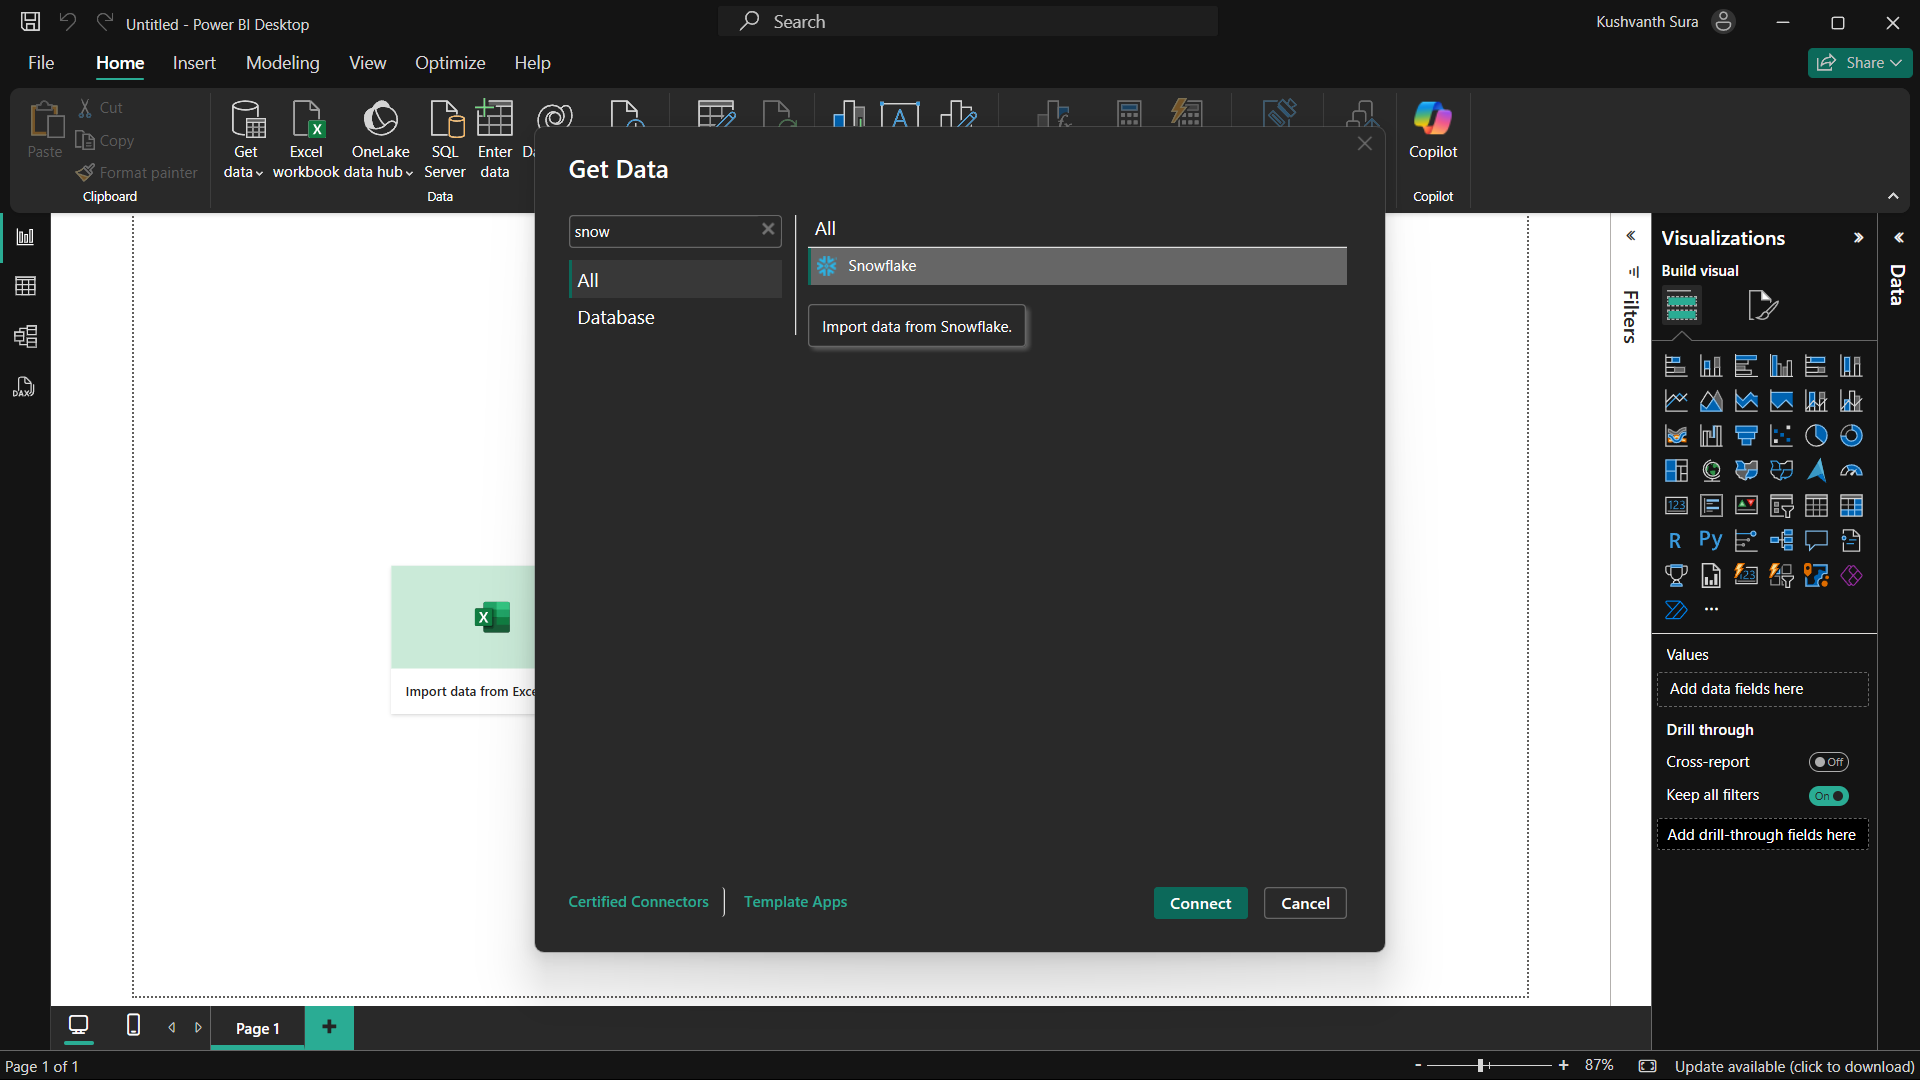 Untitled - Power BI Desktop
Search
Kushvanth Sura
File Home Insert Modeling View Optimize Help
Share
Paste
Cut
Copy
Format painter
Clipboard
Get data
Excel workbook
OneLake data hub
SQL Server
Enter data
Data
Copilot
Copilot
Get Data
snow
All
Database
All
Snowflake
Import data from Snowflake.
Certified Connectors
Template Apps
Connect
Cancel
Import data from Exce
Filters
Visualizations
Build visual
Data
DAX
123
R Py
123
Values
Add data fields here
Drill through
Cross-report
Off
Keep all filters
On
Add drill-through fields here
Page 1
Page 1 of 1
- + 87%
Update available (click to download)